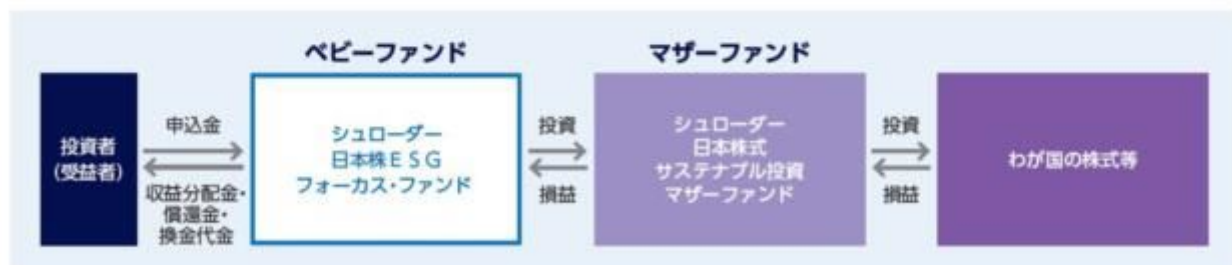 ベビーファンド
マザーファンド
投資者
(受益者)
申込金
収益分配金・
償還金・
換金代金
シュローダー
日本株ESG
フォーカス・ファンド
投資
損益
シュローダー
日本株式
サステナブル投資
マザーファンド
投資
損益
わが国の株式等